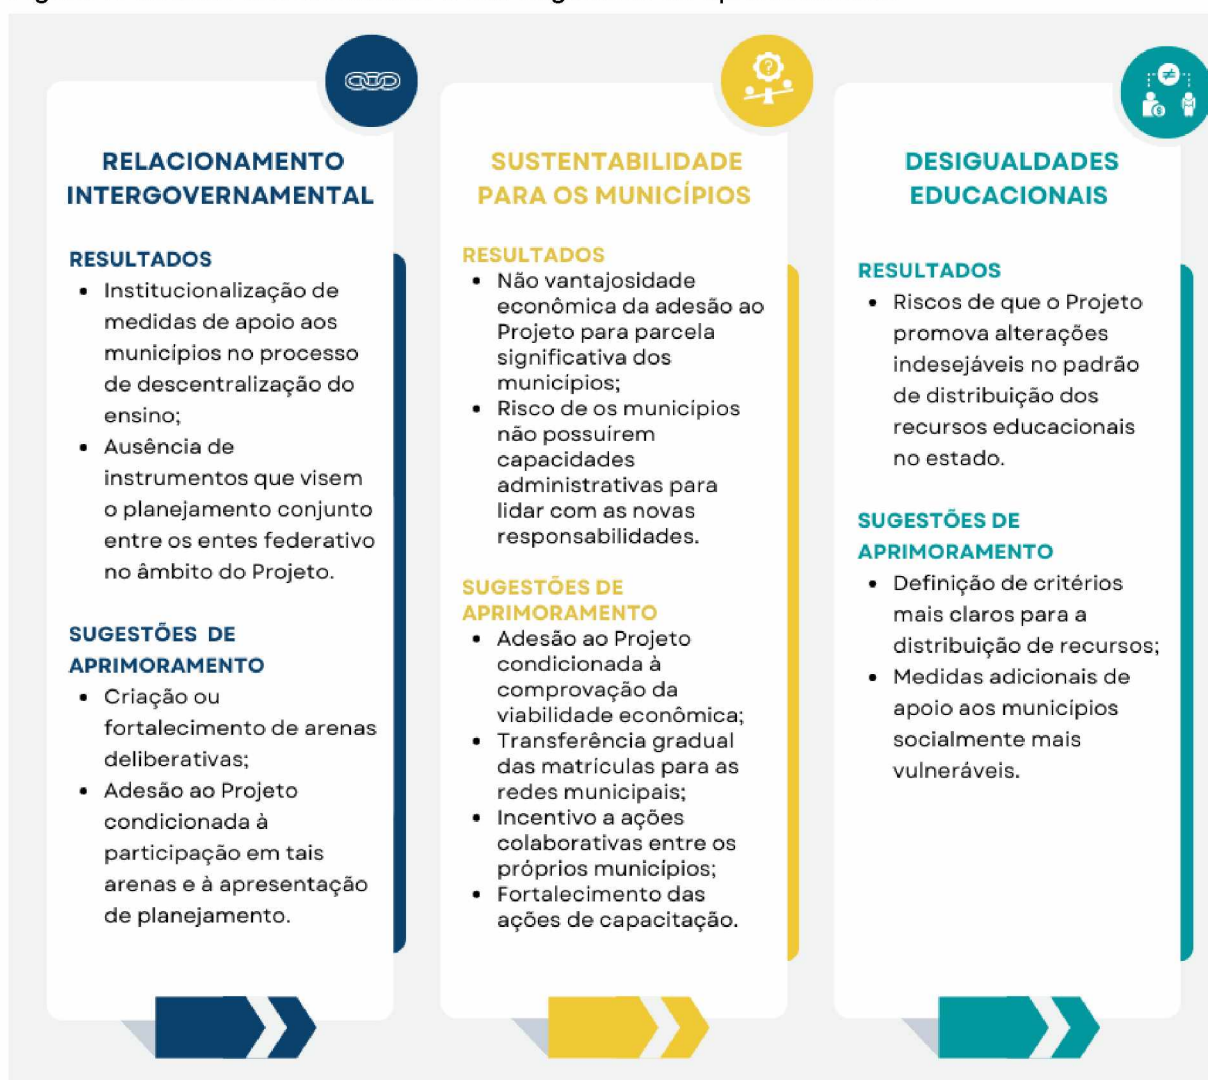 RELACIONAMENTO
INTERGOVERNAMENTAL
RESULTADOS
• Institucionalização de
medidas de apoio aos
municípios no processo
de descentralização do
ensino;
• Ausência de
instrumentos que visem
o planejamento conjunto
entre os entes federativo
no âmbito do Projeto.
SUGESTÕES DE
APRIMORAMENTO
• Criação ou
fortalecimento de arenas
deliberativas;
• Adesão ao Projeto
condicionada à
participação em tais
arenas e à apresentação
de planejamento.
SUSTENTABILIDADE
PARA OS MUNICÍPIOS
RESULTADOS
• Não vantajosidade
econômica da adesão ao
Projeto para parcela
significativa dos
municípios;
• Risco de os municípios
não possuírem
capacidades
administrativas para
lidar com as novas
responsabilidades.
SUGESTÕES DE
APRIMORAMENTO
• Adesão ao Projeto
condicionada à
comprovação da
viabilidade econômica;
• Transferência gradual
das matrículas para as
redes municipais;
• Incentivo a ações
colaborativas entre os
próprios municípios;
• Fortalecimento das
ações de capacitação.
DESIGUALDADES
EDUCACIONAIS
RESULTADOS
• Riscos de que o Projeto
promova alterações
indesejáveis no padrão
de distribuição dos
recursos educacionais
no estado.
SUGESTÕES DE
APRIMORAMENTO
• Definição de critérios
mais claros para a
distribuição de recursos;
• Medidas adicionais de
apoio aos municípios
socialmente mais
vulneráveis.